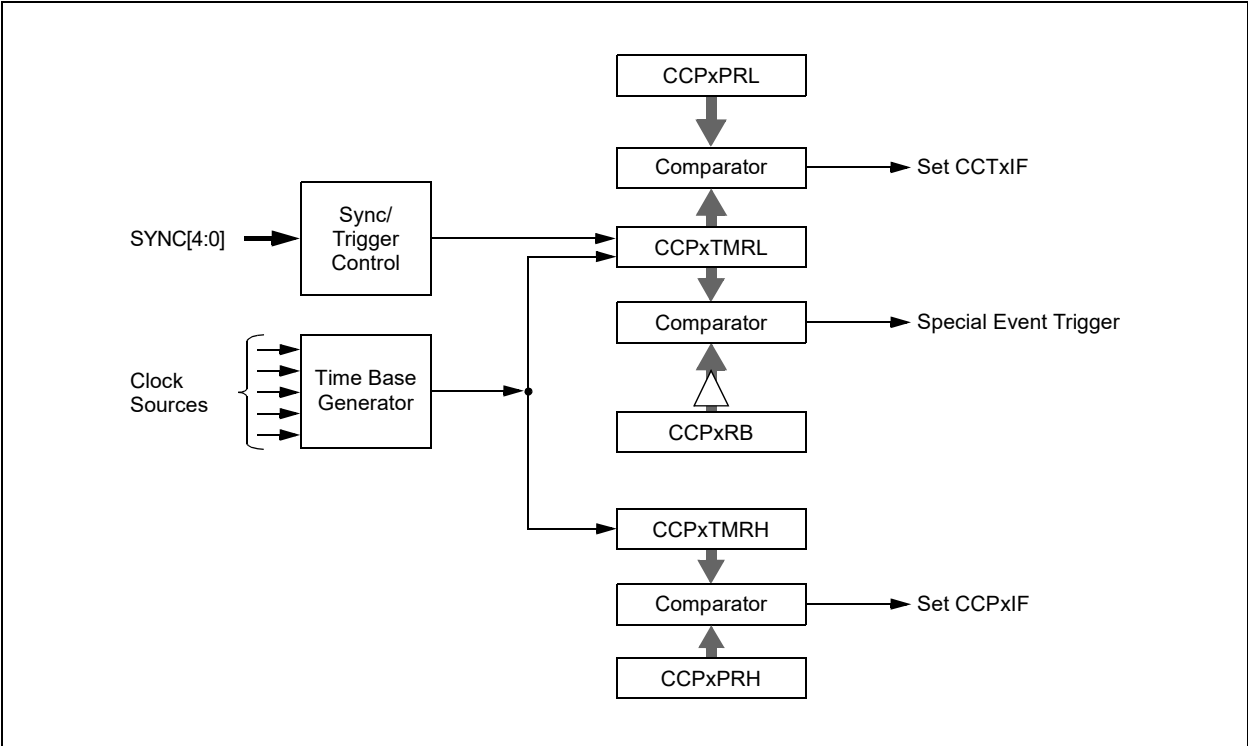 CCPxPRL
Comparator
Set CCTxIF
Sync/
Trigger
Control
SYNC[4:0]
CCPxTMRL
Comparator
Special Event Trigger
Clock
Sources
Time Base
Generator
CCPxRB
CCPxTMRH
Comparator
Set CCPxIF
CCPxPRH